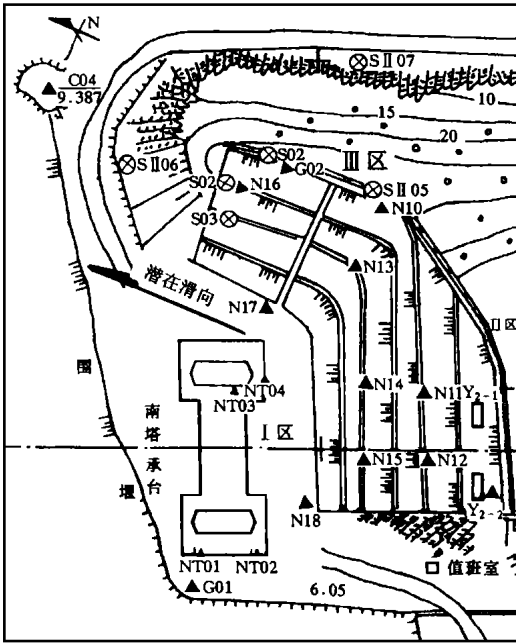 N
C04
9.387
SⅡ07
10
15
20
SⅡ06
S02
G02
Ⅲ区
S02
N16
SⅡ05
N10
S03
N13
潜在滑向
N17
Ⅱ区
围
堰
南塔承台
NT04
NT03
Ⅰ区
N14
N11
Y₂₋₁
N15
N12
N18
Y₂₋₂
NT01
NT02
G01
6.05
值班室